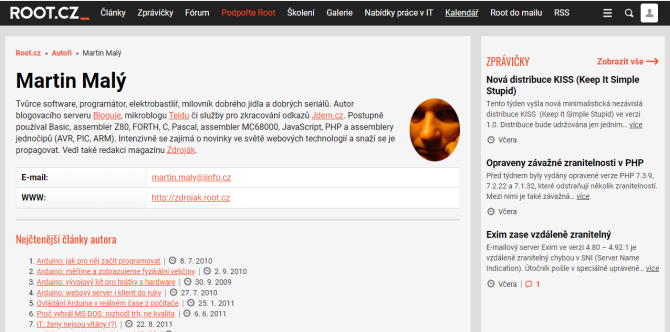 ROOT.CZ_ Články Zprávičky Fórum Podpořte Root Školení Galerie Nabídky práce v IT Kalendář Root do mailu RSS
Root.cz » Autoři » Martin Malý
Martin Malý
Tvůrce software, programátor, elektrobastlíř, milovník dobrého jídla a dobrých seriálů. Autor
blogovacího serveru Bloguje, mikroblogu Teidu či služby pro zkracování odkazů Jdem.cz. Postupně
používal Basic, assembler Z80, FORTH, C, Pascal, assembler MC68000, JavaScript, PHP a assemblery
jednočipů (AVR, PIC, ARM). Intenzivně se zajímá o novinky ve světě webových technologií a snaží se je
propagovat. Vedl také redakci magazínu Zdroják.
E-mail: martin.maly@iinfo.cz
WWW: http://zdrojak.root.cz
Nejčtenější články autora
1. Arduino: jak pro něj začít programovat | 8. 7. 2010
2. Arduino: měříme a zobrazujeme fyzikální veličiny | 2. 9. 2010
3. Arduino: vývojový kit pro hrátky s hardware | 30. 9. 2009
4. Arduino: webový server i klient do ruky | 27. 7. 2010
5. Ovládání Arduina v reálném čase z počítače | 25. 1. 2011
6. Proč vyhrál MS-DOS: rozhodl trh, ne kvalita | 6. 6. 2011
7. IT: ženy nejsou vítány (?) | 22. 8. 2011
ZPRÁVIČKY Zobrazit vše
Nová distribuce KISS (Keep It Simple
Stupid)
Tento týden vyšla nová minimalistická nezávislá
distribuce KISS (Keep It Simple Stupid) ve verzi
1.0. Distribuce bude udržována jen jedním… více
Včera
Opraveny závažné zranitelnosti v PHP
Před týdnem byly vydány opravené verze PHP 7.3.9,
7.2.22 a 7.1.32, které odstraňují několik zranitelností.
Mezi nimi je také závažná… více
Včera
Exim zase vzdáleně zranitelný
E-mailový server Exim ve verzi 4.80 – 4.92.1 je
vzdáleně zranitelný chybou v SNI (Server Name
Indication). Útočník pošle v speciálně upravené… více
Včera | 1